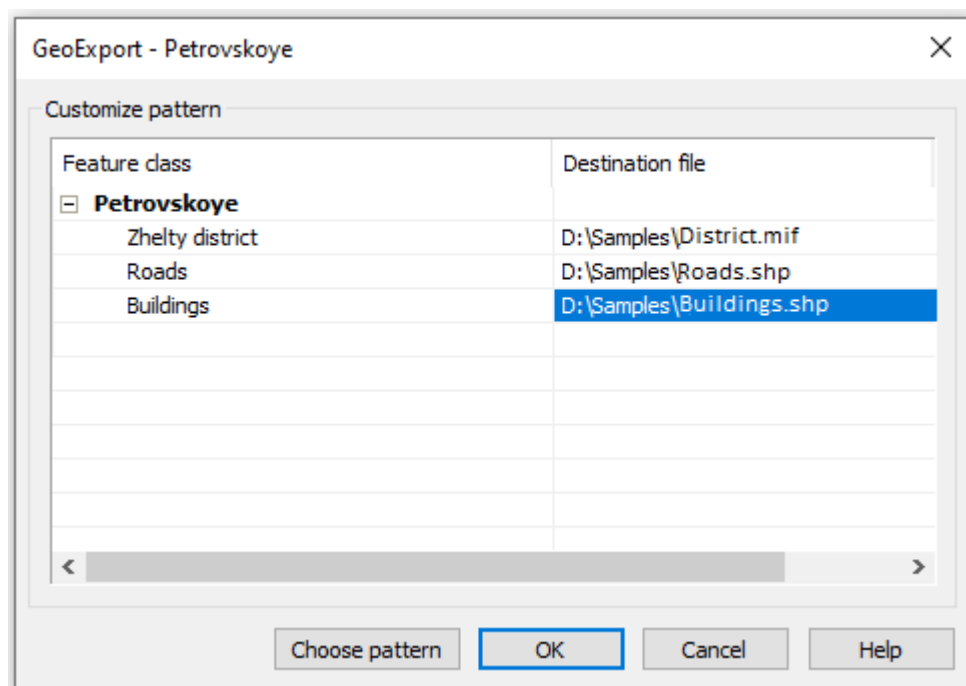 GeoExport - Petrovskoye
Customize pattern
Feature class Destination file
Petrovskoye
Zhelty district D:\Samples\District.mif
Roads D:\Samples\Roads.shp
Buildings D:\Samples\Buildings.shp
Choose pattern OK Cancel Help